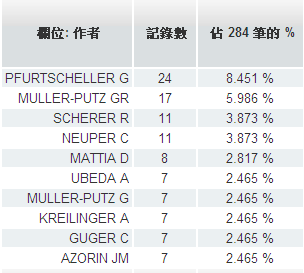 欄位: 作者 記錄數 佔 284 筆的 %
PFURTSCHELLER G 24 8.451 %
MULLER-PUTZ GR 17 5.986 %
SCHERER R 11 3.873 %
NEUPER C 11 3.873 %
MATTIA D 8 2.817 %
UBEDA A 7 2.465 %
MULLER-PUTZ G 7 2.465 %
KREILINGER A 7 2.465 %
GUGER C 7 2.465 %
AZORIN JM 7 2.465 %